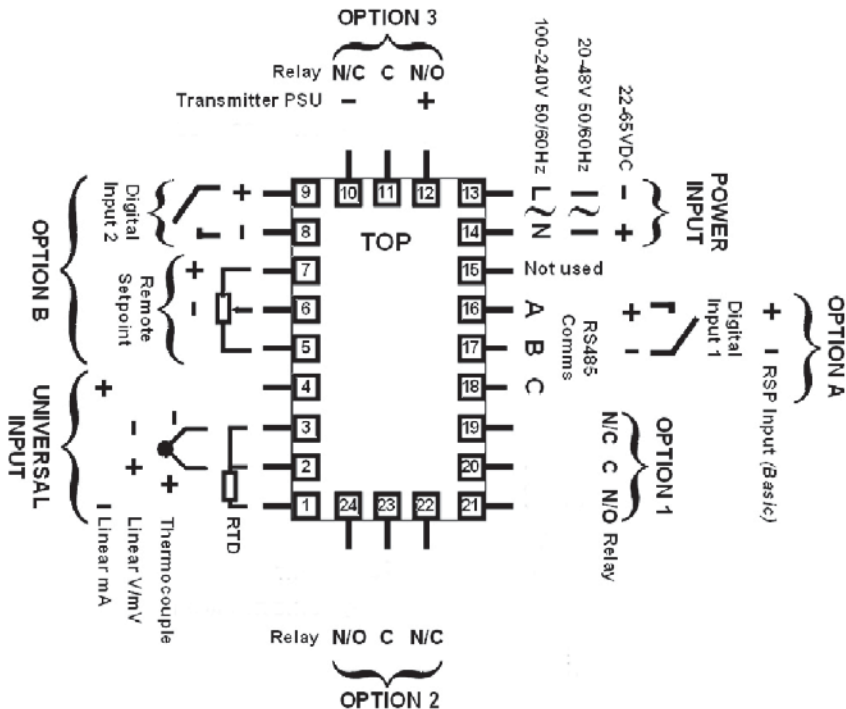 OPTION 3
Relay N/C C N/O
Transmitter PSU − +
100-240V 50/60Hz
L ~ N
20-48V 50/60Hz
~
22-65VDC
− +
POWER INPUT
9
10
11
12
13
8
TOP
14
7
15 Not used
6
16
5
17
4
18
3
19
2
20
1
24
23
22
21
+ −
Digital Input 2
+ −
Remote Setpoint
OPTION B
A B C
RS485 Comms
+ −
Digital Input 1
+ − RSP Input (Basic)
OPTION A
N/C C N/O Relay
OPTION 1
UNIVERSAL INPUT
+ − Linear mA
− + Linear V/mV
− + Thermocouple
RTD
Relay N/O C N/C
OPTION 2